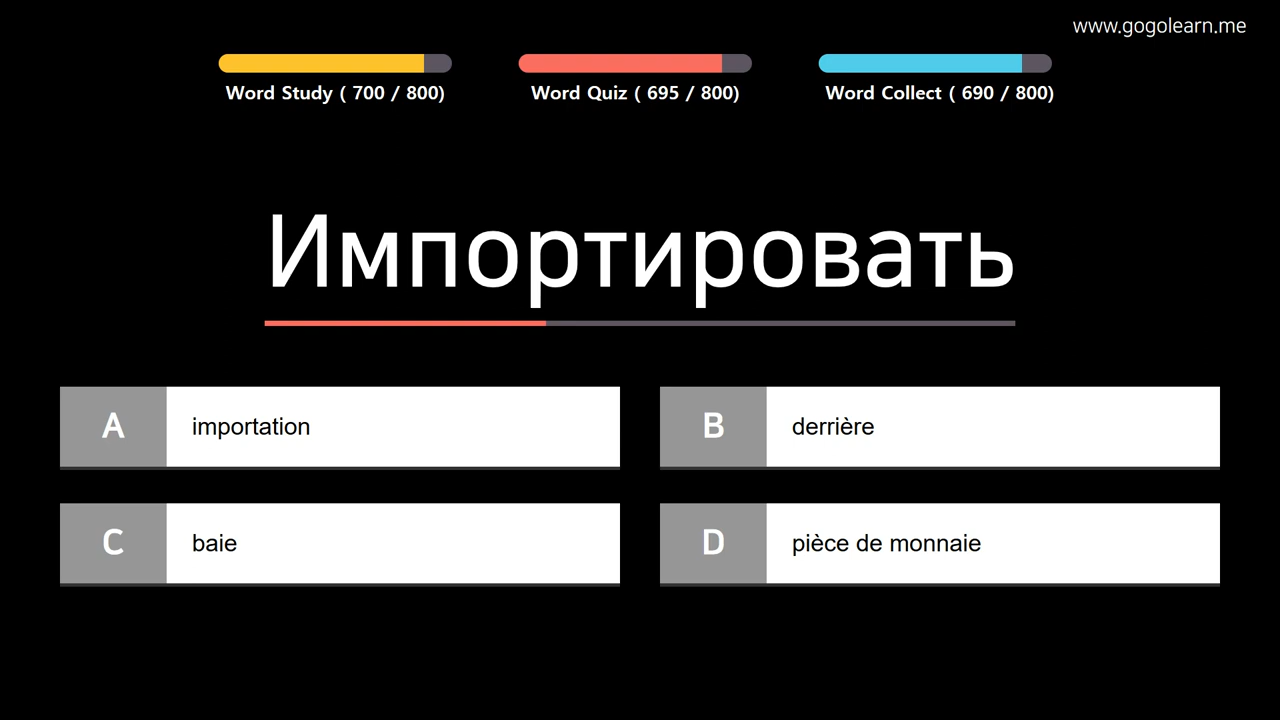 www.gogolearn.me
Word Study ( 700 / 800)
Word Quiz ( 695 / 800)
Word Collect ( 690 / 800)
Импортировать
A importation
B derrière
C baie
D pièce de monnaie